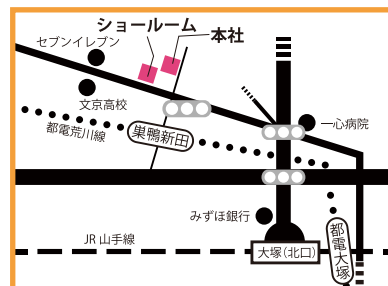 ショールーム
本社
セブンイレブン
文京高校
一心病院
都電荒川線
巣鴨新田
みずほ銀行
JR 山手線
大塚(北口)
都電大塚